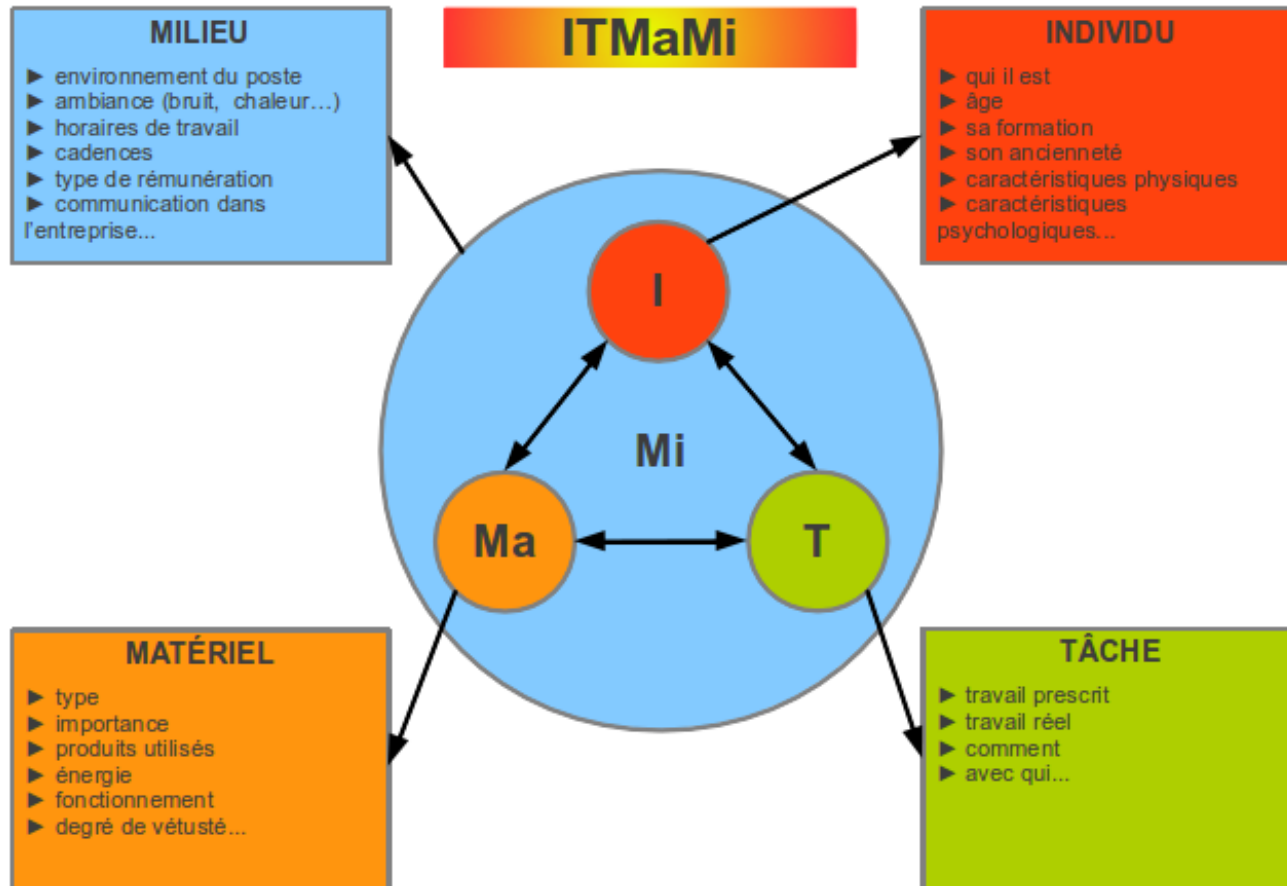 ITMaMi
MILIEU
► environnement du poste
► ambiance (bruit, chaleur...)
► horaires de travail
► cadences
► type de rémunération
► communication dans
l'entreprise...
INDIVIDU
► qui il est
► âge
► sa formation
► son ancienneté
► caractéristiques physiques
► caractéristiques
psychologiques...
I
Mi
Ma
T
MATÉRIEL
► type
► importance
► produits utilisés
► énergie
► fonctionnement
► degré de vétusté...
TÂCHE
► travail prescrit
► travail réel
► comment
► avec qui...